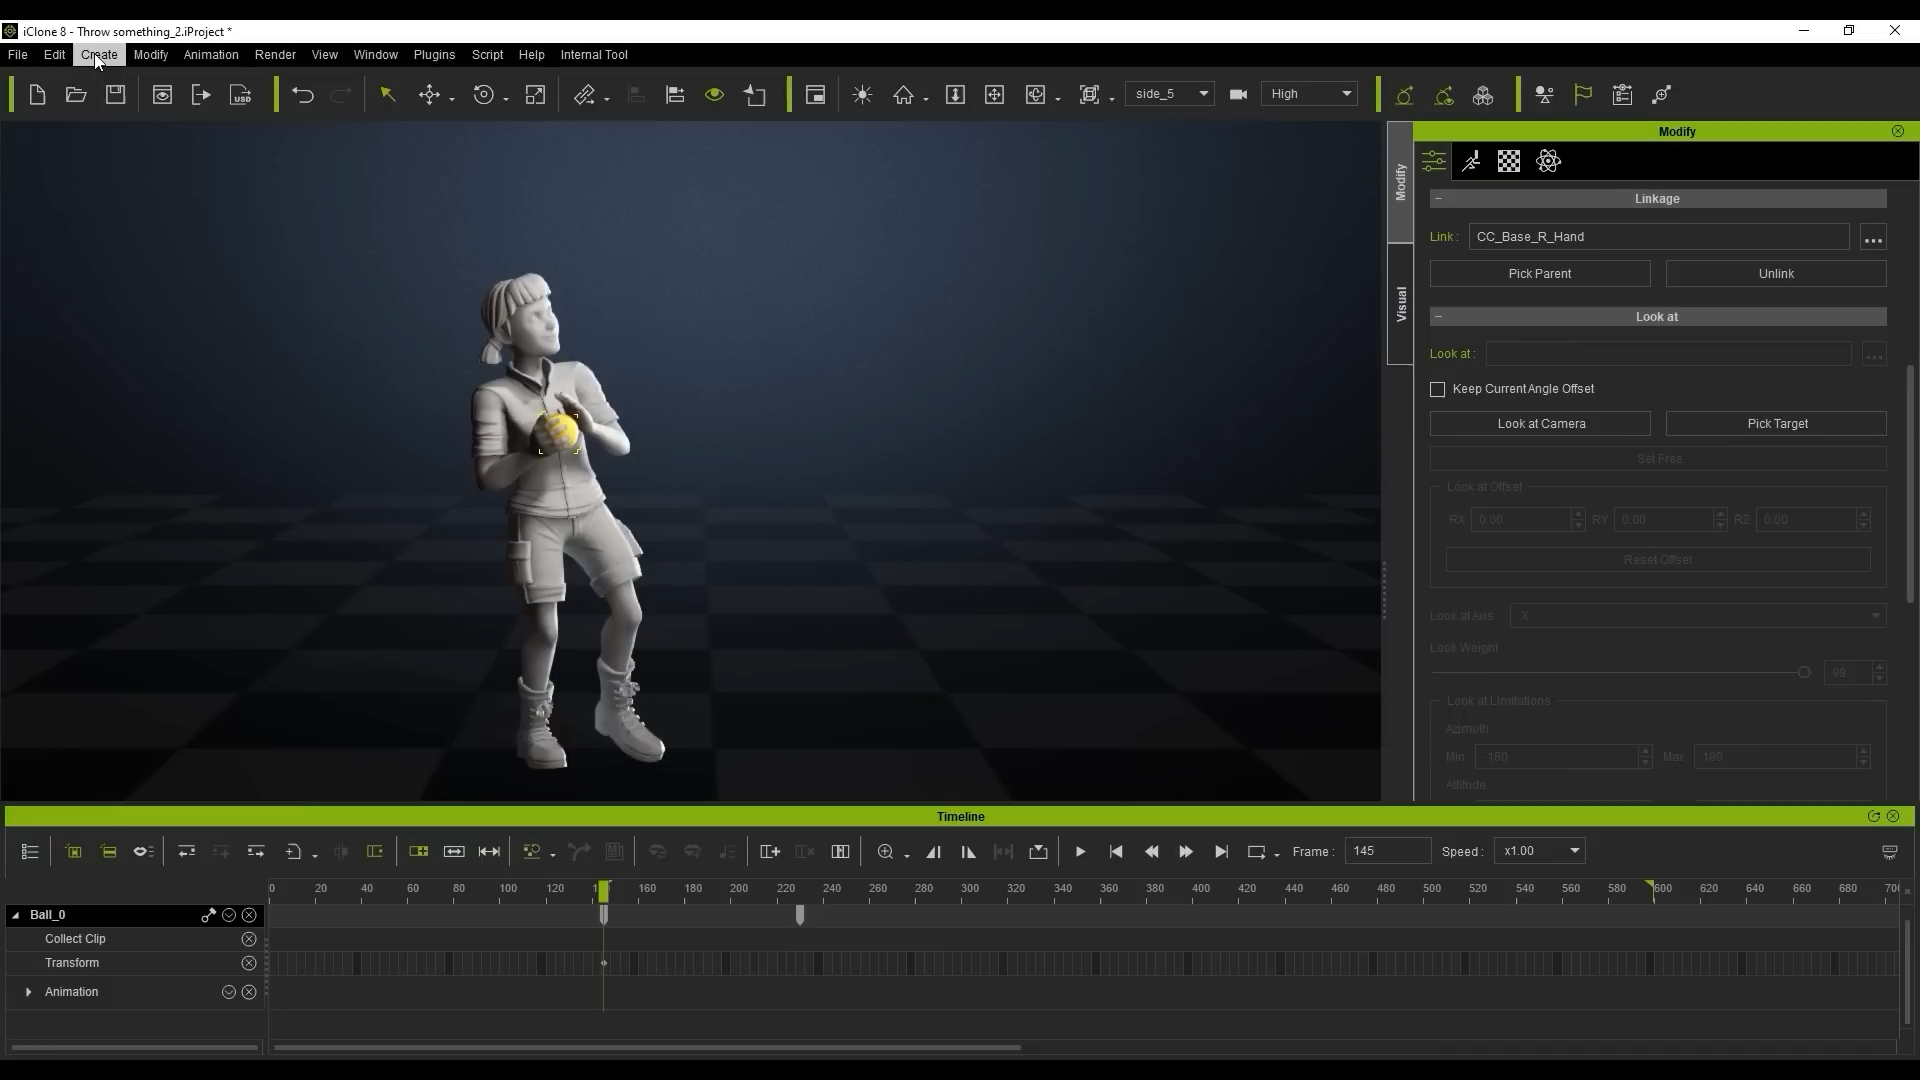 iClone 8 - Throw something_2.iProject *
File Edit Create Modify Animation Render View Window Plugins Script Help Internal Tool
USD side_5 High
Modify
Modify
Visual
Linkage
Link : CC_Base_R_Hand ...
Pick Parent Unlink
Look at
Look at : ...
Keep Current Angle Offset
Look at Camera Pick Target
Set Free
Look at Offset
RX 0.00 RY 0.00 RZ 0.00
Reset Offset
Look at Axis X
Look Weight
99
Look at Limitations
Azimuth
Min -180 Max 180
Altitude
Timeline
Frame : 145 Speed : x1.00
0 20 40 60 80 100 120 160 180 200 220 240 260 280 300 320 340 360 380 400 420 440 460 480 500 520 540 560 580 600 620 640 660 680
Ball_0
Collect Clip
Transform
Animation